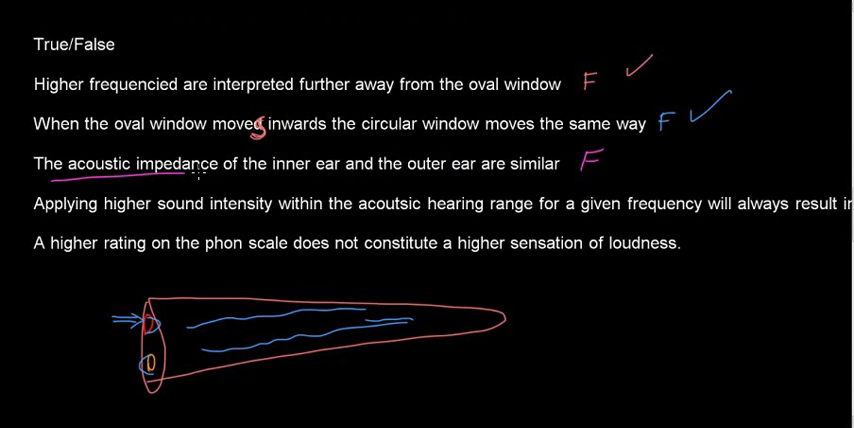 True/False
Higher frequencied are interpreted further away from the oval window F
When the oval window moves inwards the circular window moves the same way F
The acoustic impedance of the inner ear and the outer ear are similar F
Applying higher sound intensity within the acoutsic hearing range for a given frequency will always result in
A higher rating on the phon scale does not constitute a higher sensation of loudness.